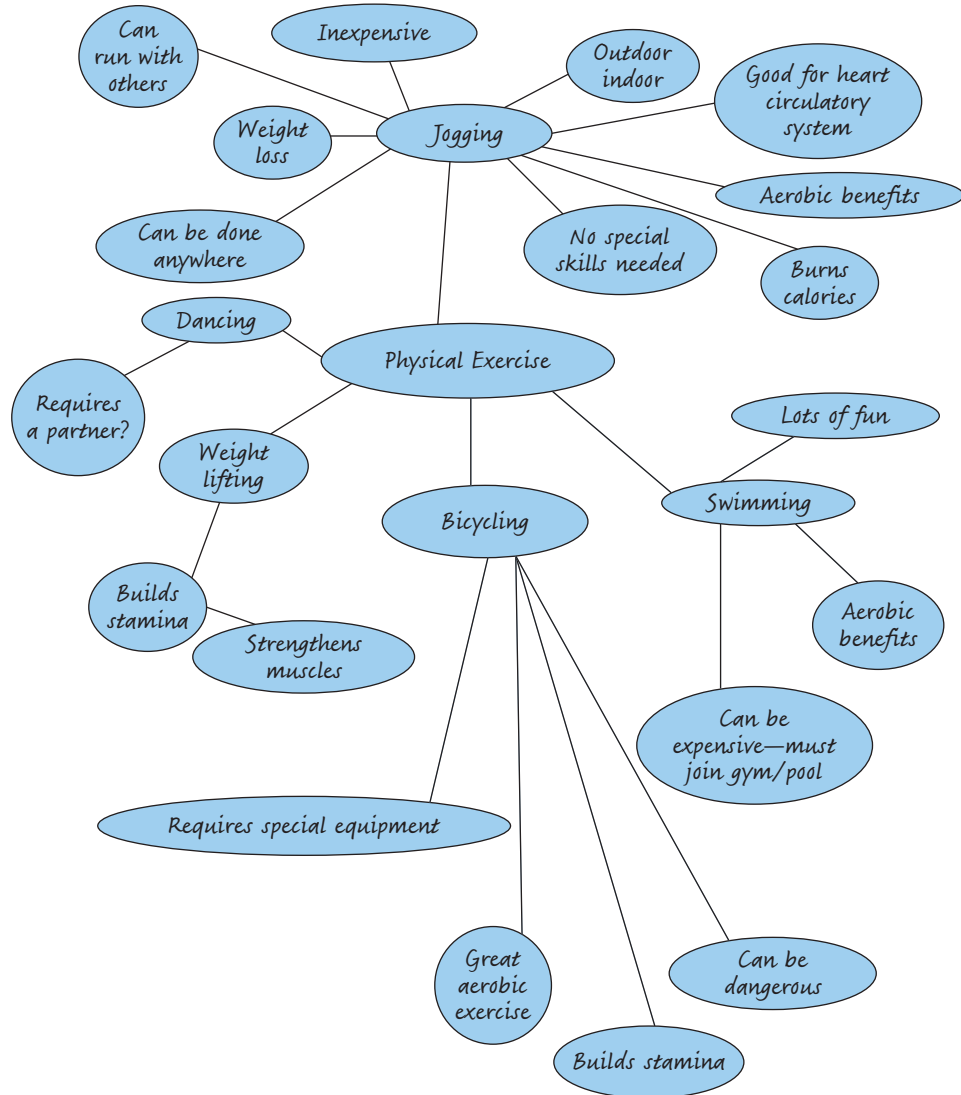 Can
run with
others
Inexpensive
Outdoor
indoor
Good for heart
circulatory
system
Jogging
Weight
loss
Aerobic benefits
Can be done
anywhere
No special
skills needed
Burns
calories
Dancing
Physical Exercise
Requires
a partner?
Lots of fun
Weight
lifting
Swimming
Bicycling
Builds
stamina
Aerobic
benefits
Strengthens
muscles
Can be
expensive—must
join gym/pool
Requires special equipment
Great
aerobic
exercise
Can be
dangerous
Builds stamina